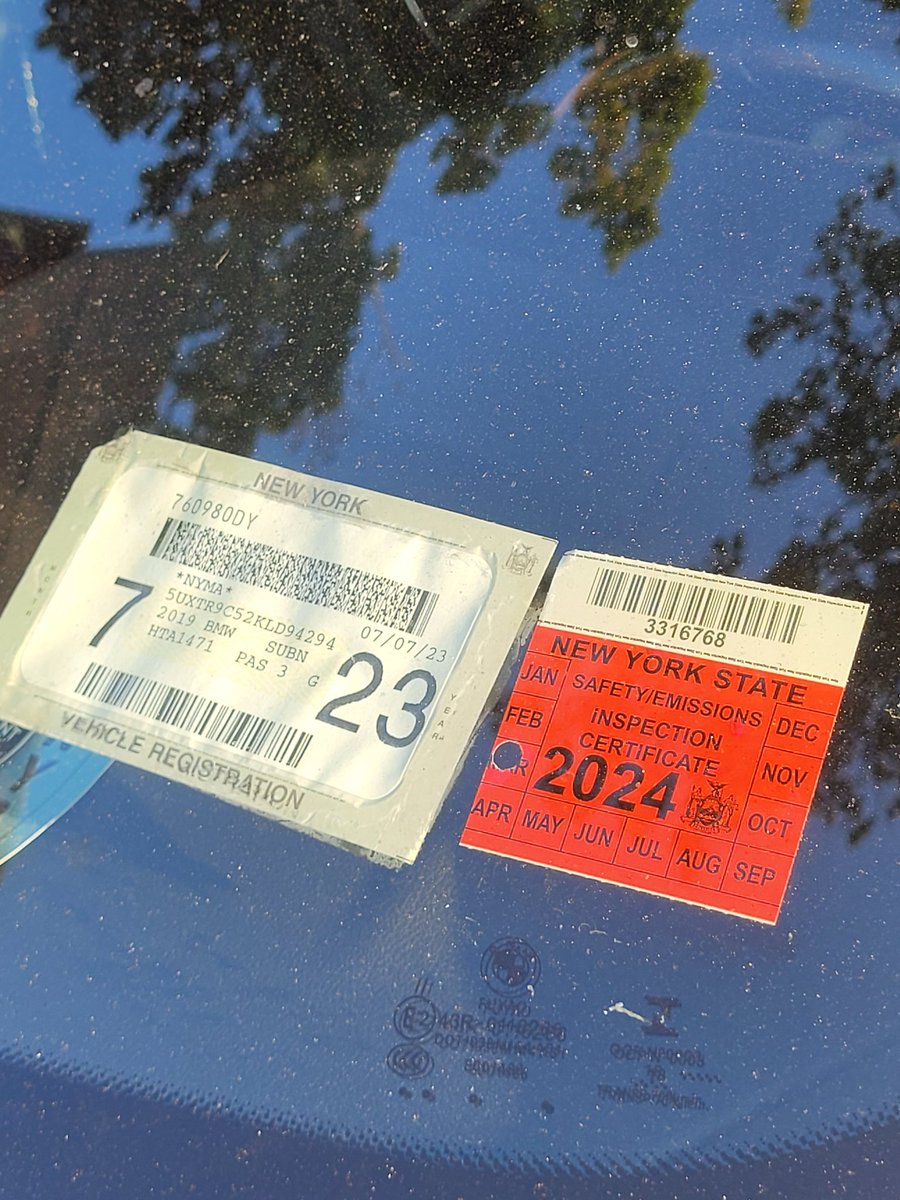 NEW YORK
760980DY
*NYMA*
5UXTR9C52KLD94294
2019 BMW SUBN 07/07/23
HTA1471 PAS 3 G
7
23
YEAR
VEHICLE REGISTRATION
3316768
NEW YORK STATE
SAFETY/EMISSIONS
INSPECTION
CERTIFICATE
2024
JAN
FEB
APR
MAY
JUN
JUL
AUG
SEP
OCT
NOV
DEC